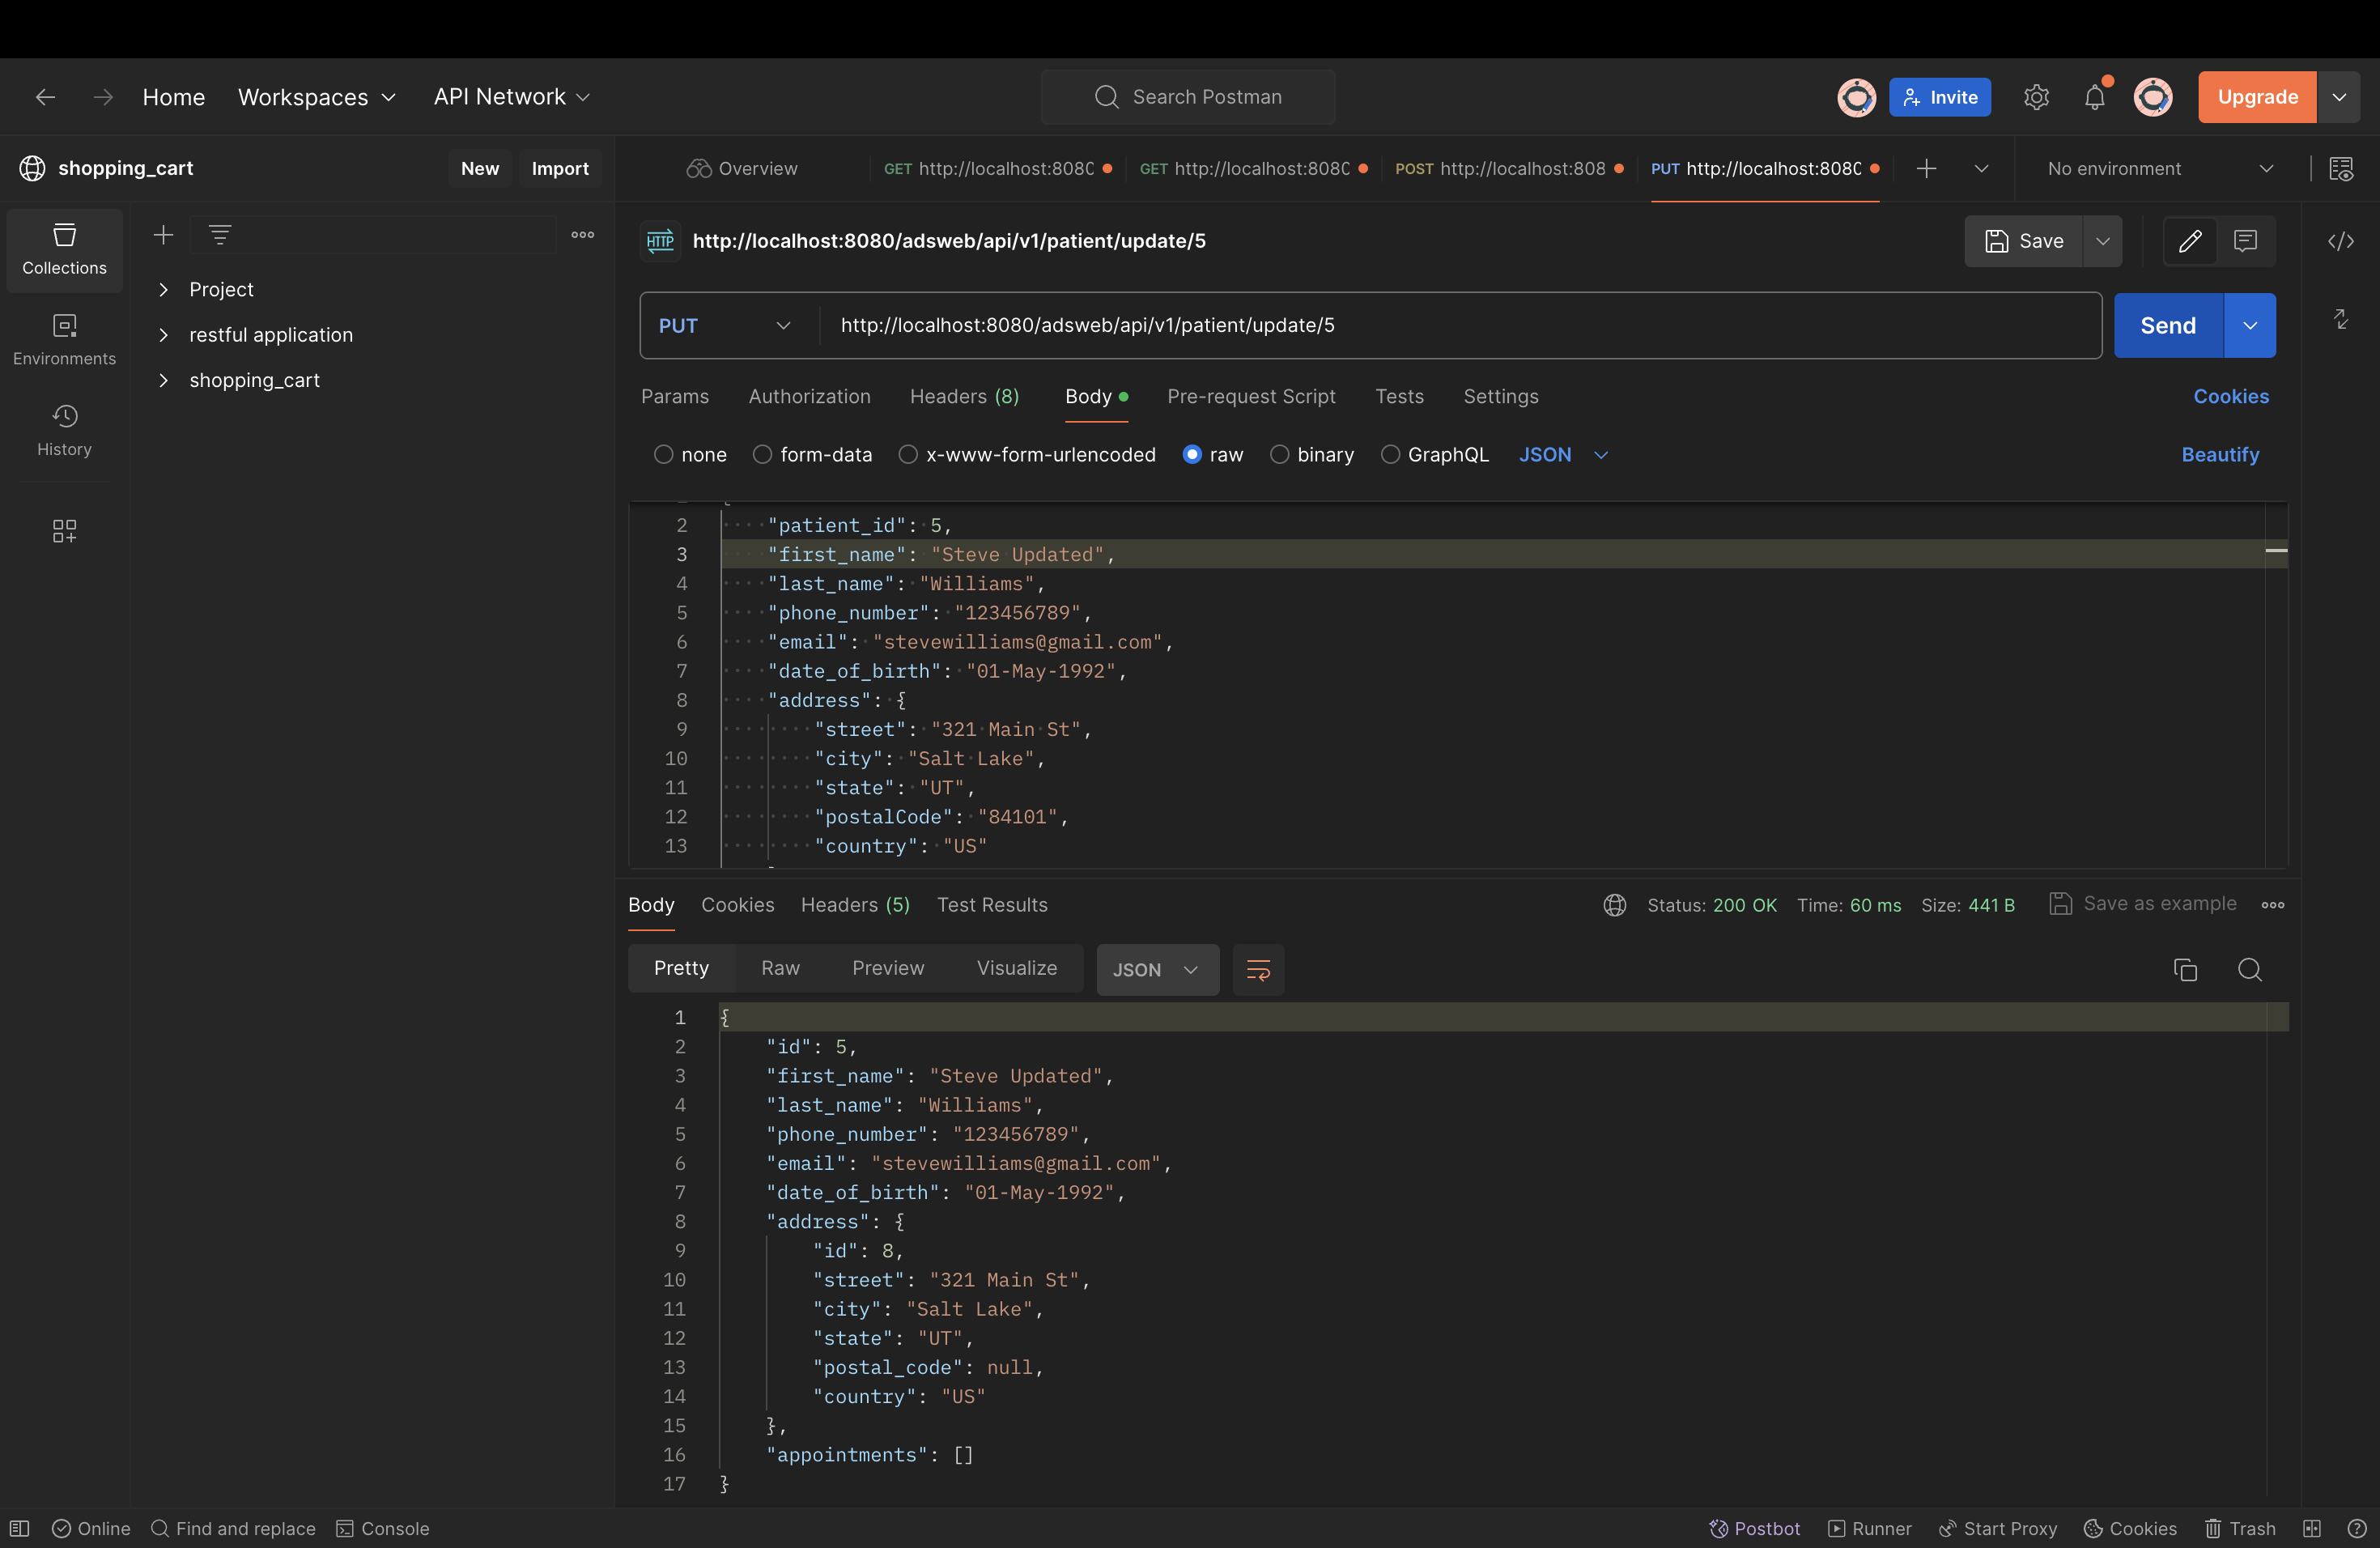 Home Workspaces API Network Search Postman Invite Upgrade
shopping_cart New Import Overview GET http://localhost:8080 GET http://localhost:8080 POST http://localhost:808 PUT http://localhost:8080 No environment
Collections
Environments
History
Project
restful application
shopping_cart
HTTP http://localhost:8080/adsweb/api/v1/patient/update/5 Save
PUT http://localhost:8080/adsweb/api/v1/patient/update/5 Send
Params Authorization Headers (8) Body Pre-request Script Tests Settings Cookies
none form-data x-www-form-urlencoded raw binary GraphQL JSON Beautify
2 "patient_id": 5,
3 "first_name": "Steve Updated",
4 "last_name": "Williams",
5 "phone_number": "123456789",
6 "email": "stevewilliams@gmail.com",
7 "date_of_birth": "01-May-1992",
8 "address": {
9 "street": "321 Main St",
10 "city": "Salt Lake",
11 "state": "UT",
12 "postalCode": "84101",
13 "country": "US"
Body Cookies Headers (5) Test Results Status: 200 OK Time: 60 ms Size: 441 B Save as example
Pretty Raw Preview Visualize JSON
1 {
2 "id": 5,
3 "first_name": "Steve Updated",
4 "last_name": "Williams",
5 "phone_number": "123456789",
6 "email": "stevewilliams@gmail.com",
7 "date_of_birth": "01-May-1992",
8 "address": {
9 "id": 8,
10 "street": "321 Main St",
11 "city": "Salt Lake",
12 "state": "UT",
13 "postal_code": null,
14 "country": "US"
15 },
16 "appointments": []
17 }
Online Find and replace Console Postbot Runner Start Proxy Cookies Trash